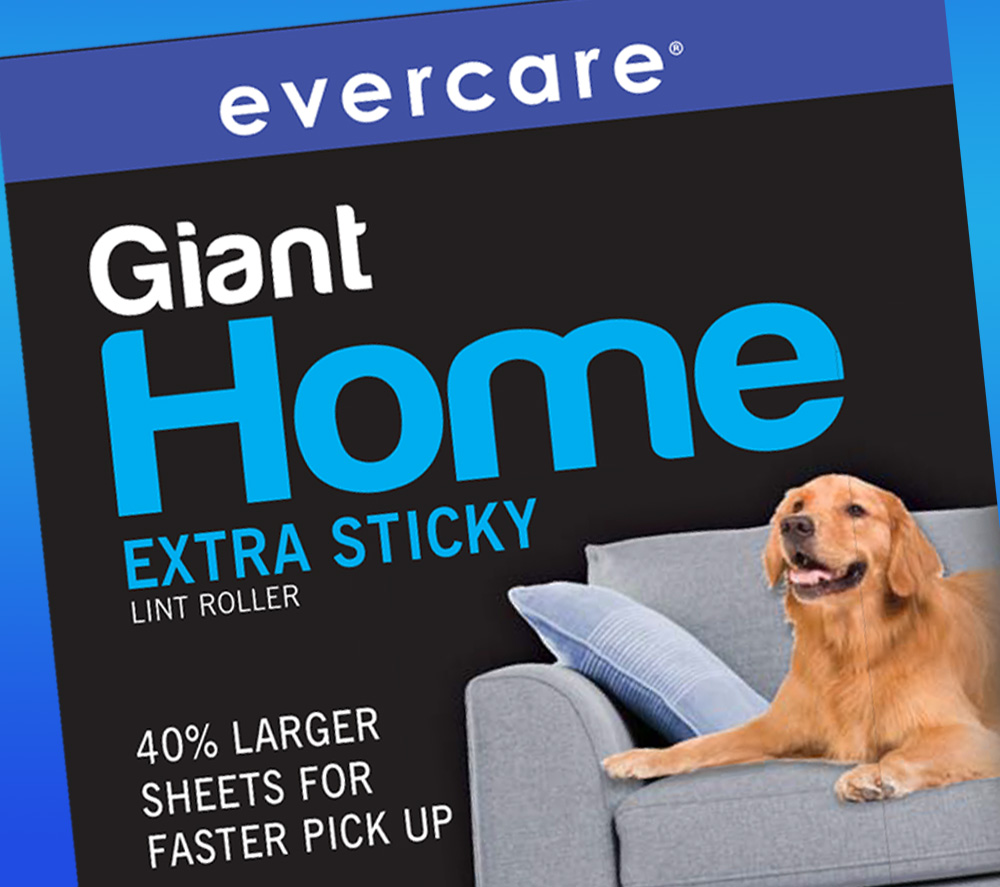 evercare®
Giant
Home
EXTRA STICKY
LINT ROLLER
40% LARGER
SHEETS FOR
FASTER PICK UP